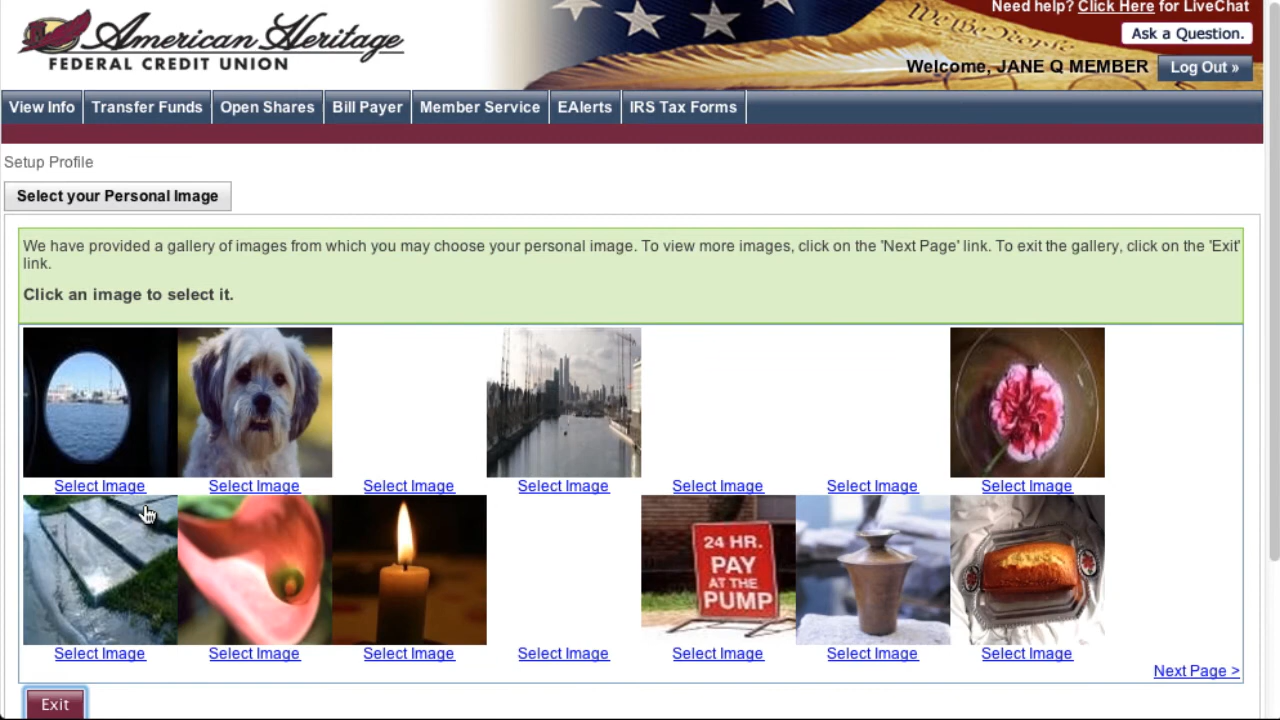 Need help? Click Here for LiveChat
American Heritage
FEDERAL CREDIT UNION
We the People
Ask a Question.
Welcome, JANE Q MEMBER
Log Out »
View Info
Transfer Funds
Open Shares
Bill Payer
Member Service
EAlerts
IRS Tax Forms
Setup Profile
Select your Personal Image
We have provided a gallery of images from which you may choose your personal image. To view more images, click on the 'Next Page' link. To exit the gallery, click on the 'Exit'
link.
Click an image to select it.
Select Image
Select Image
Select Image
Select Image
Select Image
Select Image
Select Image
24 HR.
PAY
AT THE
PUMP
Select Image
Select Image
Select Image
Select Image
Select Image
Select Image
Select Image
Next Page >
Exit